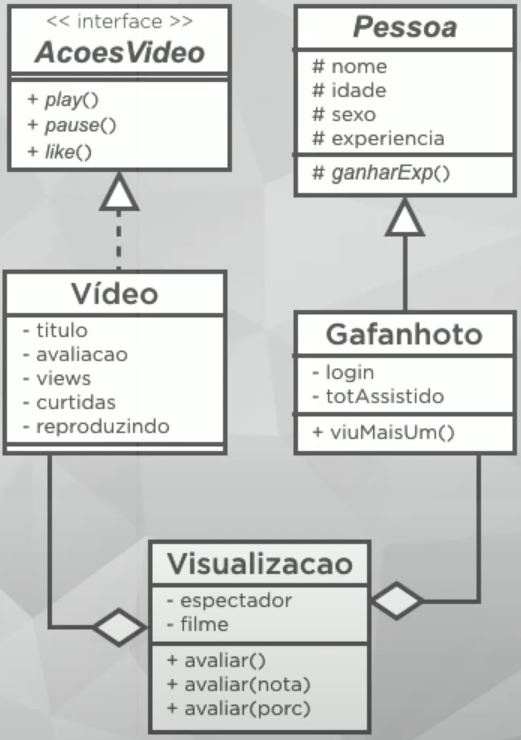 << interface >>
AcoesVideo
+ play()
+ pause()
+ like()
Pessoa
# nome
# idade
# sexo
# experiencia
# ganharExp()
Vídeo
- titulo
- avaliacao
- views
- curtidas
- reproduzindo
Gafanhoto
- login
- totAssistido
+ viuMaisUm()
Visualizacao
- espectador
- filme
+ avaliar()
+ avaliar(nota)
+ avaliar(porc)